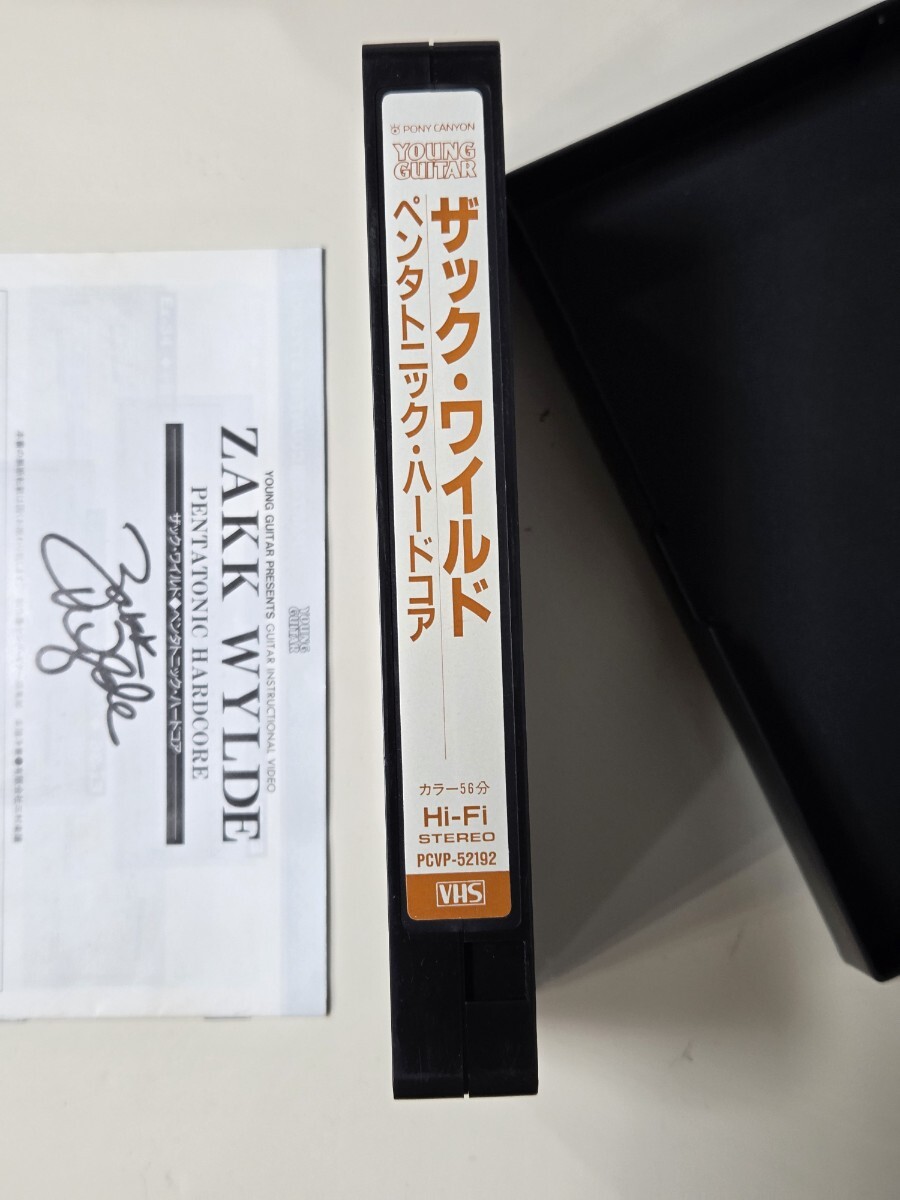 PONY CANYON
YOUNG
GUITAR
ザック・ワイルド
ペンタトニック・ハードコア
カラー56分
Hi-Fi
STEREO
PCVP-52192
VHS
YOUNG
GUITAR
YOUNG GUITAR PRESENTS GUITAR INSTRUCTIONAL VIDEO
ZAKK WYLDE
PENTATONIC HARDCORE
ザック・ワイルド◆ペンタトニック・ハードコア
Zakk Wylde